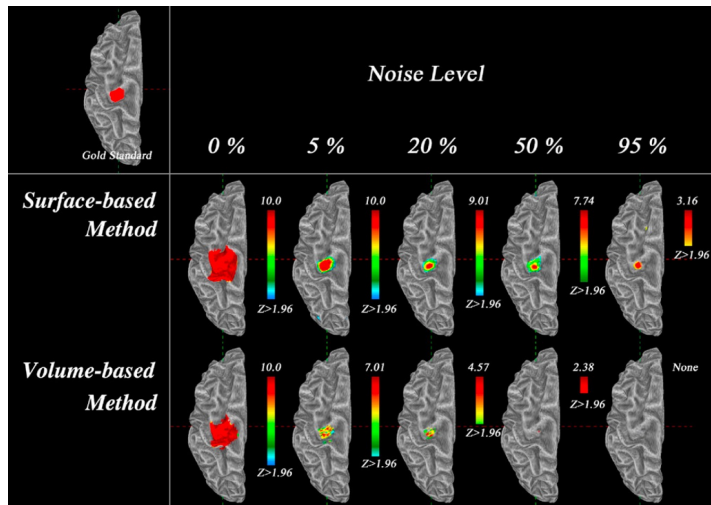 Gold Standard
Noise Level
0 % 5 % 20 % 50 % 95 %
Surface-based
Method
10.0 10.0 9.01 7.74 3.16
Z>1.96
Z>1.96 Z>1.96 Z>1.96 Z>1.96
Volume-based
Method
10.0 7.01 4.57 2.38 None
Z>1.96
Z>1.96
Z>1.96 Z>1.96